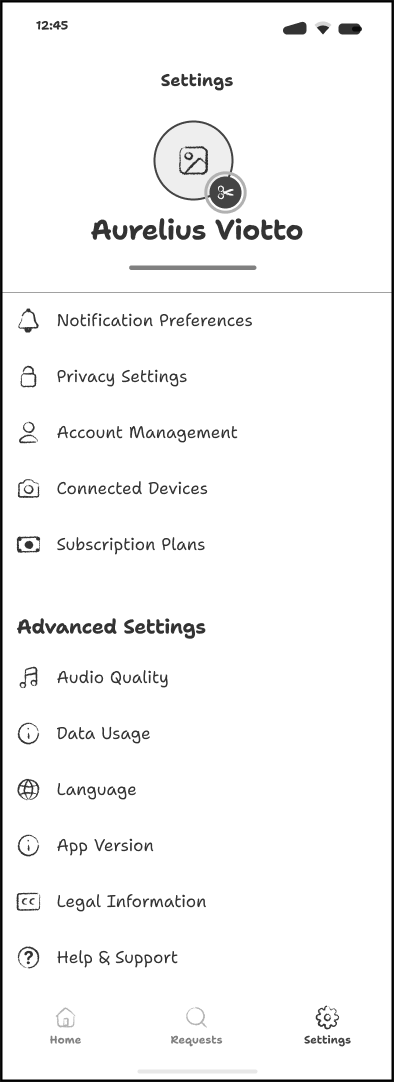 12:45
Settings
Aurelius Viotto
Notification Preferences
Privacy Settings
Account Management
Connected Devices
Subscription Plans
Advanced Settings
Audio Quality
Data Usage
Language
App Version
CC Legal Information
? Help & Support
Home
Requests
Settings